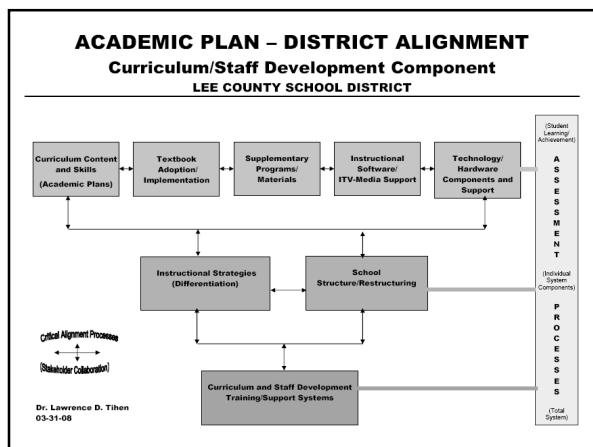 ACADEMIC PLAN – DISTRICT ALIGNMENT
Curriculum/Staff Development Component
LEE COUNTY SCHOOL DISTRICT
Curriculum Content
and Skills
(Academic Plans)
Textbook
Adoption/
Implementation
Supplementary
Programs/
Materials
Instructional
Software/
ITV-Media Support
Technology/
Hardware
Components and
Support
(Student
Learning/
Achievement)
ASSESSMENT
(Individual
System
Components)
PROCESSES
(Total
System)
Instructional Strategies
(Differentiation)
School
Structure/Restructuring
Curriculum and Staff Development
Training/Support Systems
Critical Alignment Processes
(Stakeholder Collaboration)
Dr. Lawrence D. Tihen
03-31-08